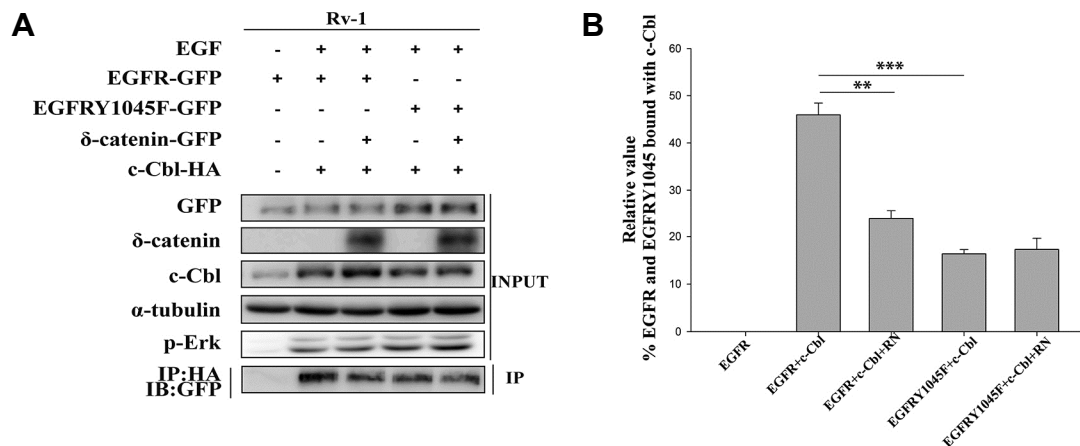 A
Rv-1
EGF - + + + +
EGFR-GFP + + + - -
EGFRY1045F-GFP - - - + +
δ-catenin-GFP - - + - +
c-Cbl-HA - + + + +
GFP
δ-catenin
c-Cbl
INPUT
α-tubulin
p-Erk
IP:HA
IB:GFP
IP
B
Relative value
% EGFR and EGFRY1045 bound with c-Cbl
60
50
40
30
20
10
0
***
**
EGFR
EGFR+c-Cbl
EGFR+c-Cbl+RN
EGFRY1045F+c-Cbl
EGFRY1045F+c-Cbl+RN